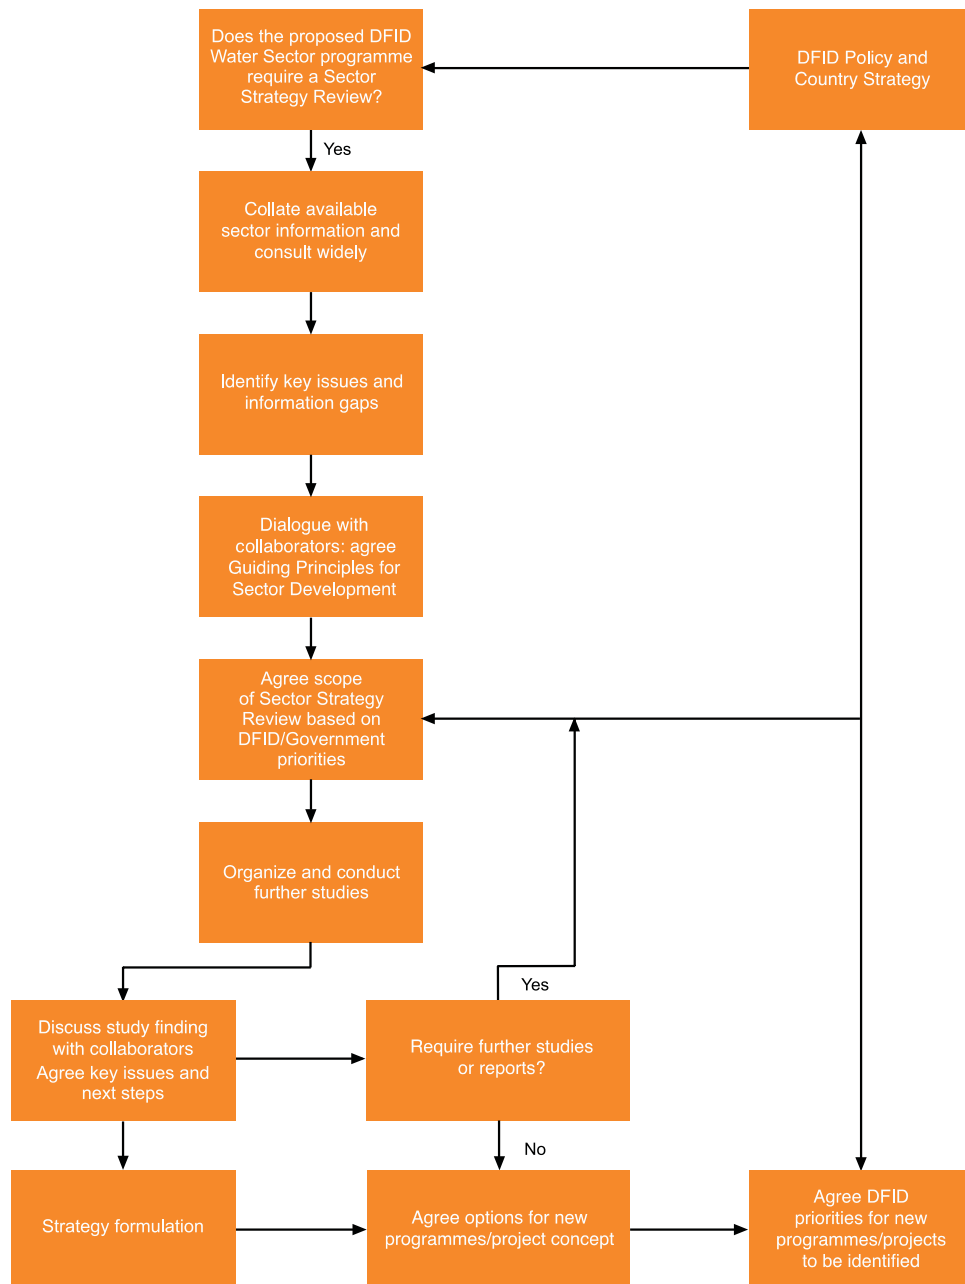 Does the proposed DFID
Water Sector programme
require a Sector
Strategy Review?
DFID Policy and
Country Strategy
Yes
Collate available
sector information and
consult widely
Identify key issues and
information gaps
Dialogue with
collaborators: agree
Guiding Principles for
Sector Development
Agree scope
of Sector Strategy
Review based on
DFID/Government
priorities
Organize and conduct
further studies
Yes
Discuss study finding
with collaborators
Agree key issues and
next steps
Require further studies
or reports?
No
Strategy formulation
Agree options for new
programmes/project concept
Agree DFID
priorities for new
programmes/projects
to be identified